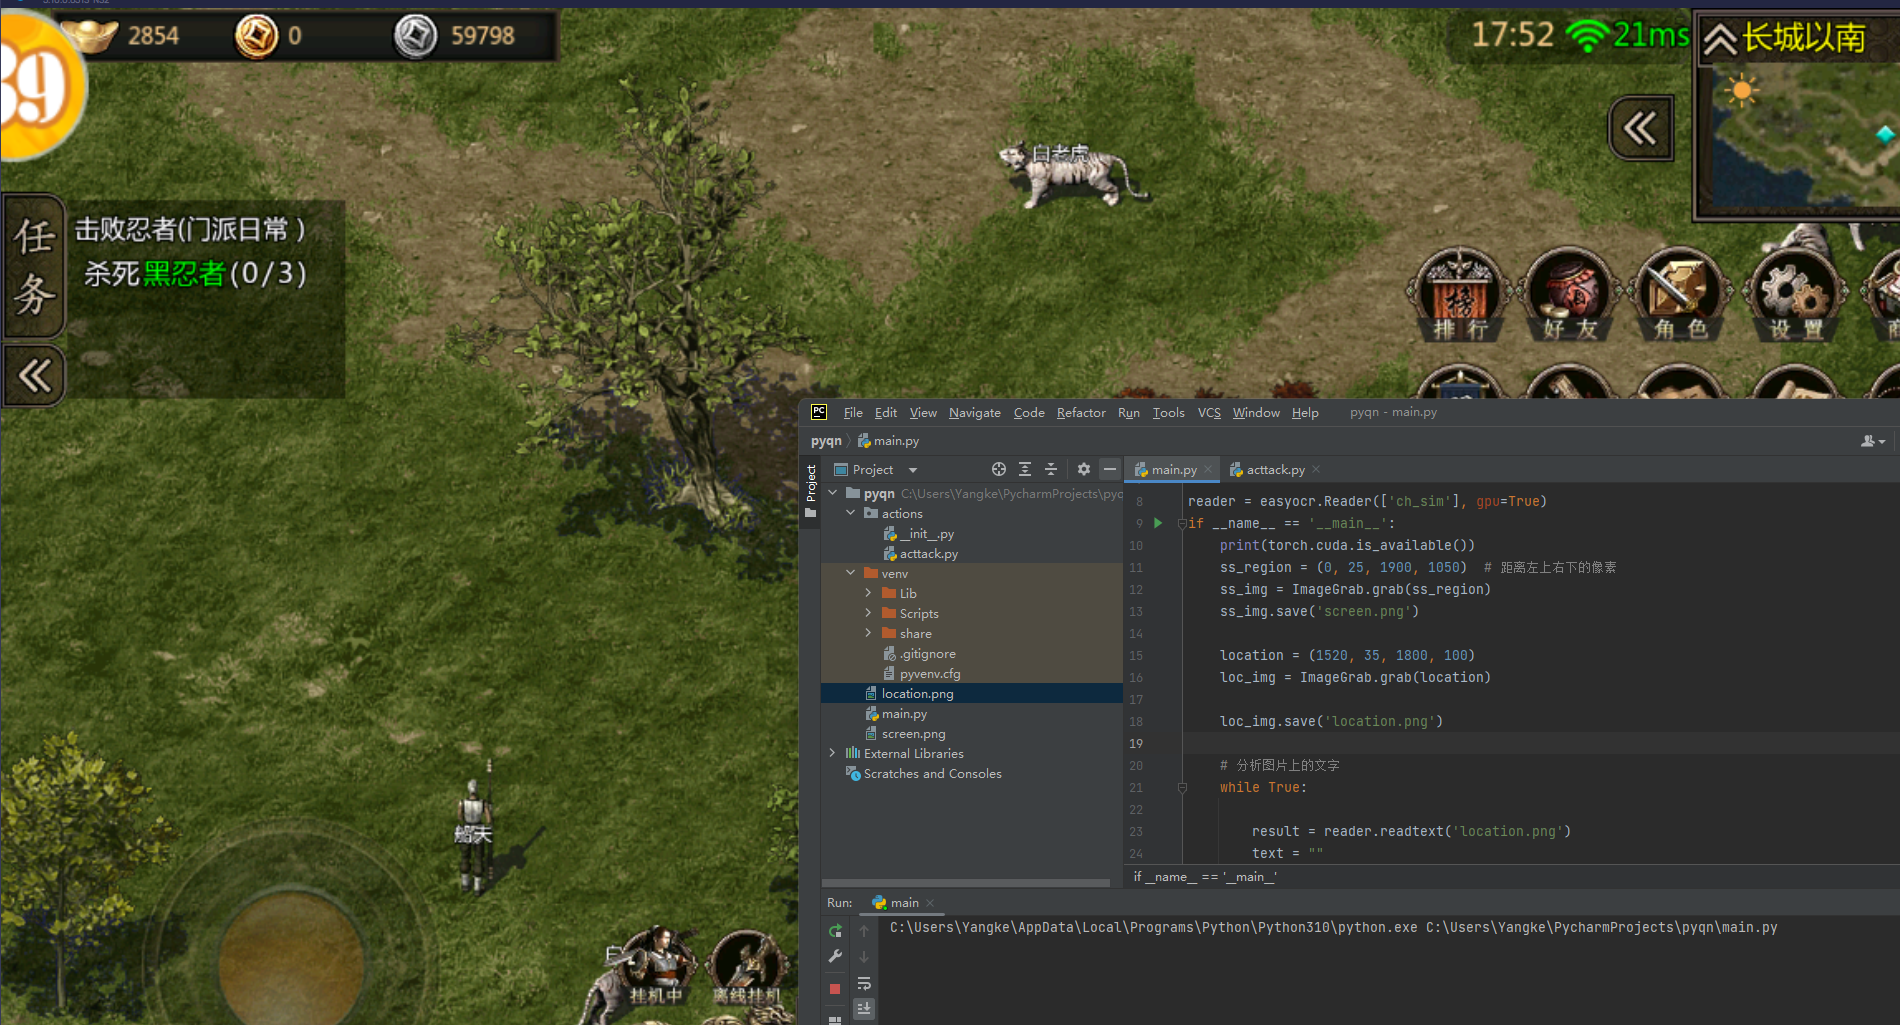 2854
0
59798
17:52
21ms
长城以南
39
白老虎
任务
击败忍者(门派日常 )
杀死黑忍者(0/3)
排 行
好 友
角 色
设 置
船夫
挂机中
离线挂机
PC
File Edit View Navigate Code Refactor Run Tools VCS Window Help pyqn - main.py
pyqn main.py
Project
Project
main.py
acttack.py
pyqn C:\Users\Yangke\PycharmProjects\pyq
actions
__init__.py
acttack.py
venv
Lib
Scripts
share
.gitignore
pyvenv.cfg
location.png
main.py
screen.png
External Libraries
Scratches and Consoles
8 reader = easyocr.Reader(['ch_sim'], gpu=True)
9 if __name__ == '__main__':
10 print(torch.cuda.is_available())
11 ss_region = (0, 25, 1900, 1050) # 距离左上右下的像素
12 ss_img = ImageGrab.grab(ss_region)
13 ss_img.save('screen.png')
14
15 location = (1520, 35, 1800, 100)
16 loc_img = ImageGrab.grab(location)
17
18 loc_img.save('location.png')
19
20 # 分析图片上的文字
21 while True:
22
23 result = reader.readtext('location.png')
24 text = ""
if __name__ == '__main__'
Run: main
C:\Users\Yangke\AppData\Local\Programs\Python\Python310\python.exe C:\Users\Yangke\PycharmProjects\pyqn\main.py